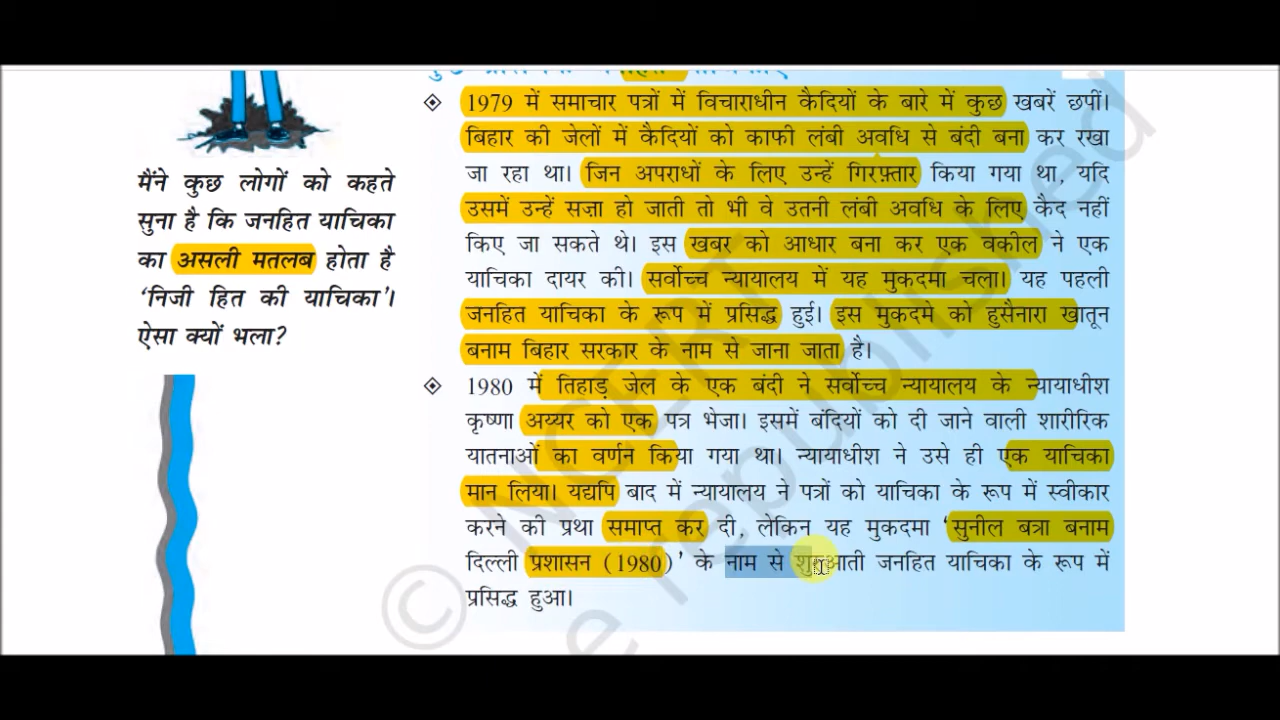 मैंने कुछ लोगों को कहते
सुना है कि जनहित याचिका
का असली मतलब होता है
‘निजी हित की याचिका’।
ऐसा क्यों भला?
❖ 1979 में समाचार पत्रों में विचाराधीन कैदियों के बारे में कुछ खबरें छपीं।
बिहार की जेलों में कैदियों को काफी लंबी अवधि से बंदी बना कर रखा
जा रहा था। जिन अपराधों के लिए उन्हें गिरफ़्तार किया गया था, यदि
उसमें उन्हें सज़ा हो जाती तो भी वे उतनी लंबी अवधि के लिए कैद नहीं
किए जा सकते थे। इस खबर को आधार बना कर एक वकील ने एक
याचिका दायर की। सर्वोच्च न्यायालय में यह मुकदमा चला। यह पहली
जनहित याचिका के रूप में प्रसिद्ध हुई। इस मुकदमे को हुसैनारा खातून
बनाम बिहार सरकार के नाम से जाना जाता है।
❖ 1980 में तिहाड़ जेल के एक बंदी ने सर्वोच्च न्यायालय के न्यायाधीश
कृष्णा अय्यर को एक पत्र भेजा। इसमें बंदियों को दी जाने वाली शारीरिक
यातनाओं का वर्णन किया गया था। न्यायाधीश ने उसे ही एक याचिका
मान लिया। यद्यपि बाद में न्यायालय ने पत्रों को याचिका के रूप में स्वीकार
करने की प्रथा समाप्त कर दी, लेकिन यह मुकदमा ‘सुनील बत्रा बनाम
दिल्ली प्रशासन (1980)’ के नाम से शुरुआती जनहित याचिका के रूप में
प्रसिद्ध हुआ।
© NCERT
be republished